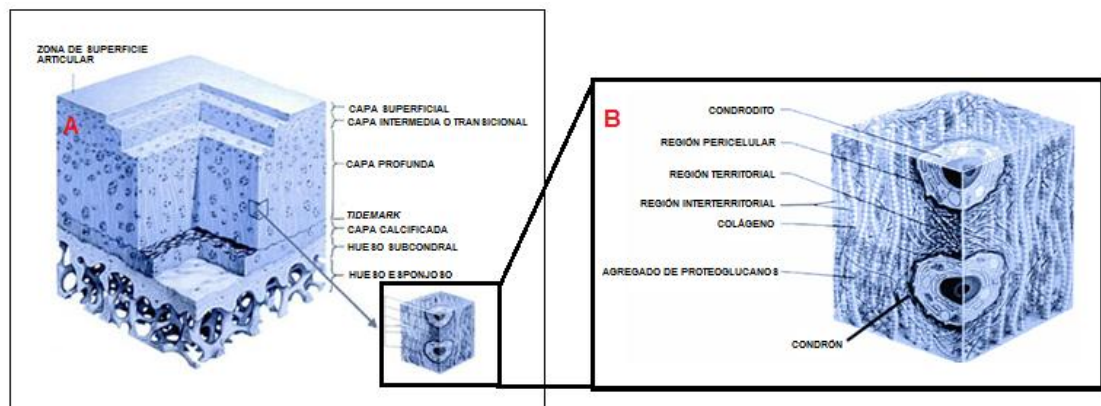 ZONA DE SUPERFICIE
ARTICULAR
A
CAPA SUPERFICIAL
CAPA INTERMEDIA O TRANSICIONAL
CAPA PROFUNDA
TIDEMARK
CAPA CALCIFICADA
HUESO SUBCONDRAL
HUESO ESPONJOSO
B
CONDRODITO
REGIÓN PERICELULAR
REGIÓN TERRITORIAL
REGIÓN INTERTERRITORIAL
COLÁGENO
AGREGADO DE PROTEOGLUCANOS
CONDRÓN